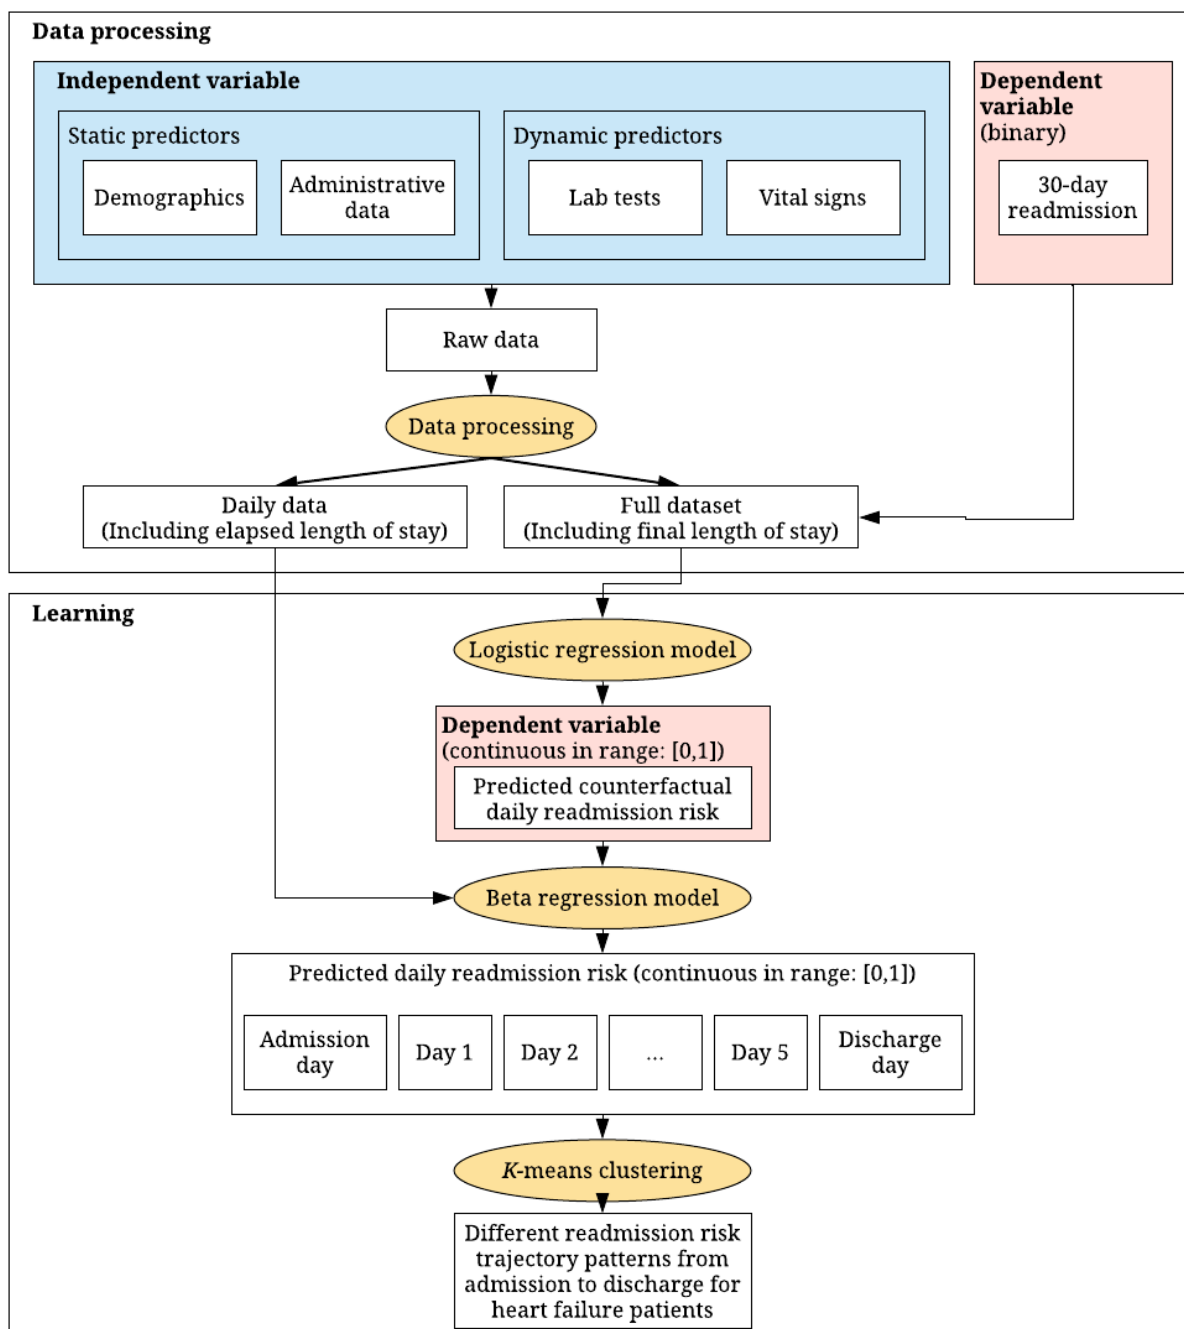 Data processing
Independent variable
Static predictors
Demographics
Administrative
data
Dynamic predictors
Lab tests
Vital signs
Dependent
variable
(binary)
30-day
readmission
Raw data
Data processing
Daily data
(Including elapsed length of stay)
Full dataset
(Including final length of stay)
Learning
Logistic regression model
Dependent variable
(continuous in range: [0,1])
Predicted counterfactual
daily readmission risk
Beta regression model
Predicted daily readmission risk (continuous in range: [0,1])
Admission
day
Day 1
Day 2
...
Day 5
Discharge
day
K-means clustering
Different readmission risk
trajectory patterns from
admission to discharge for
heart failure patients